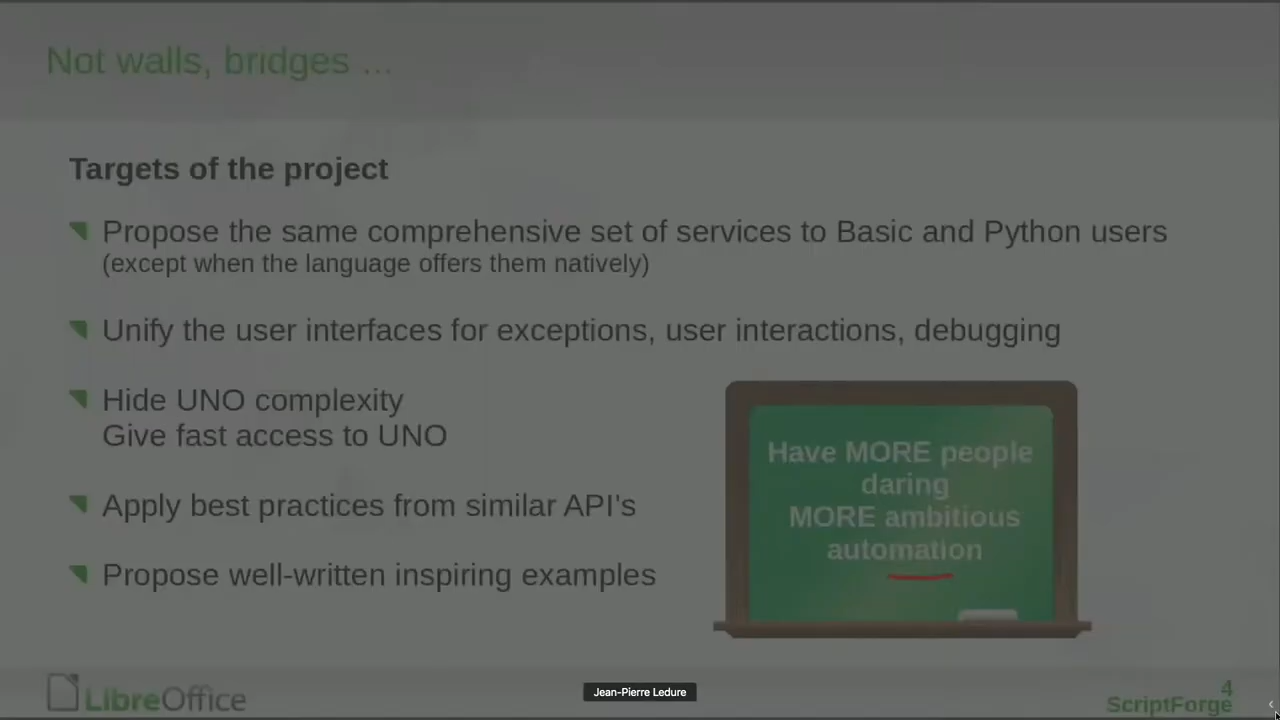 Not walls, bridges ...
Targets of the project
Propose the same comprehensive set of services to Basic and Python users
(except when the language offers them natively)
Unify the user interfaces for exceptions, user interactions, debugging
Hide UNO complexity
Give fast access to UNO
Apply best practices from similar API's
Propose well-written inspiring examples
Have MORE people
daring
MORE ambitious
automation
LibreOffice
Jean-Pierre Ledure
4
ScriptForge